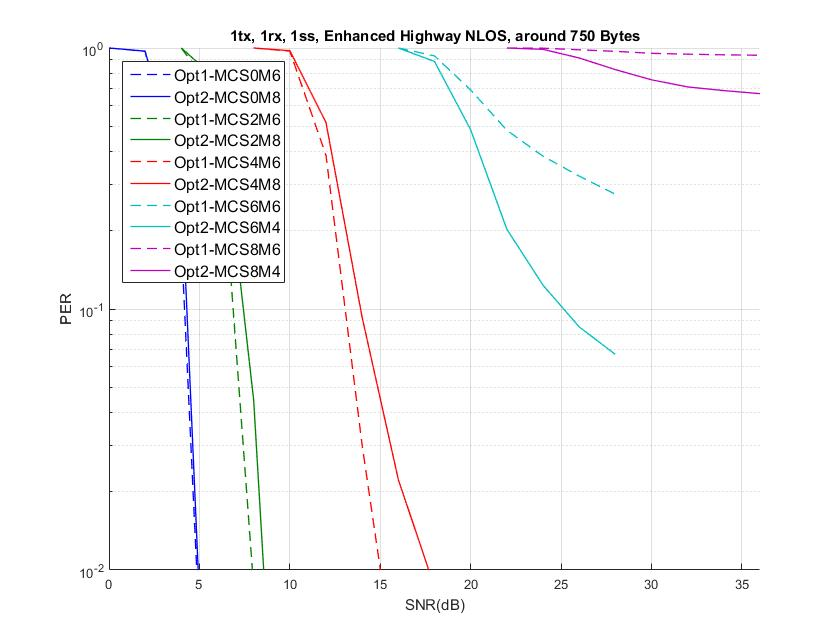 1tx, 1rx, 1ss, Enhanced Highway NLOS, around 750 Bytes
10^0
Opt1-MCS0M6
Opt2-MCS0M8
Opt1-MCS2M6
Opt2-MCS2M8
Opt1-MCS4M6
Opt2-MCS4M8
Opt1-MCS6M6
Opt2-MCS6M4
Opt1-MCS8M6
Opt2-MCS8M4
PER
10^-1
10^-2
0 5 10 15 20 25 30 35
SNR(dB)